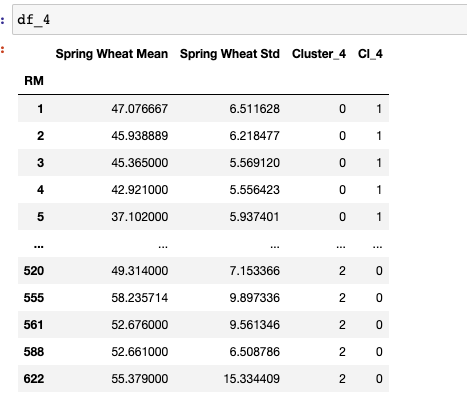 : df_4
:
Spring Wheat Mean Spring Wheat Std Cluster_4 Cl_4
RM
1 47.076667 6.511628 0 1
2 45.938889 6.218477 0 1
3 45.365000 5.569120 0 1
4 42.921000 5.556423 0 1
5 37.102000 5.937401 0 1
... ... ... ... ...
520 49.314000 7.153366 2 0
555 58.235714 9.897336 2 0
561 52.676000 9.561346 2 0
588 52.661000 6.508786 2 0
622 55.379000 15.334409 2 0